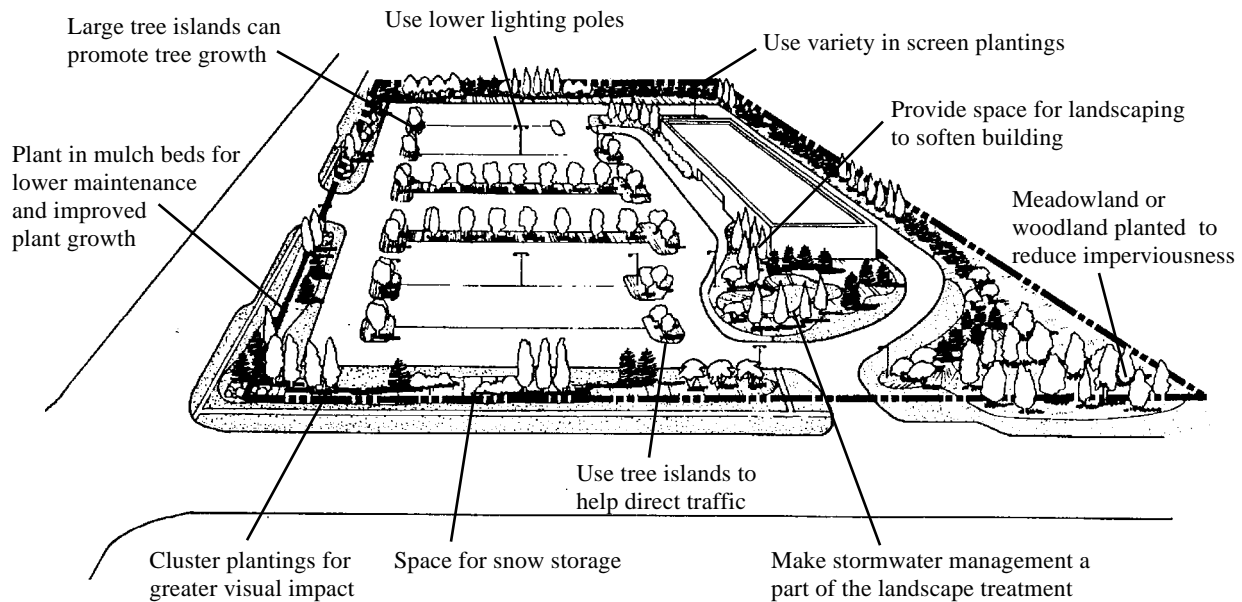 Large tree islands can
promote tree growth
Use lower lighting poles
Use variety in screen plantings
Provide space for landscaping
to soften building
Plant in mulch beds for
lower maintenance
and improved
plant growth
Meadowland or
woodland planted to
reduce imperviousness
Use tree islands to
help direct traffic
Cluster plantings for
greater visual impact
Space for snow storage
Make stormwater management a
part of the landscape treatment